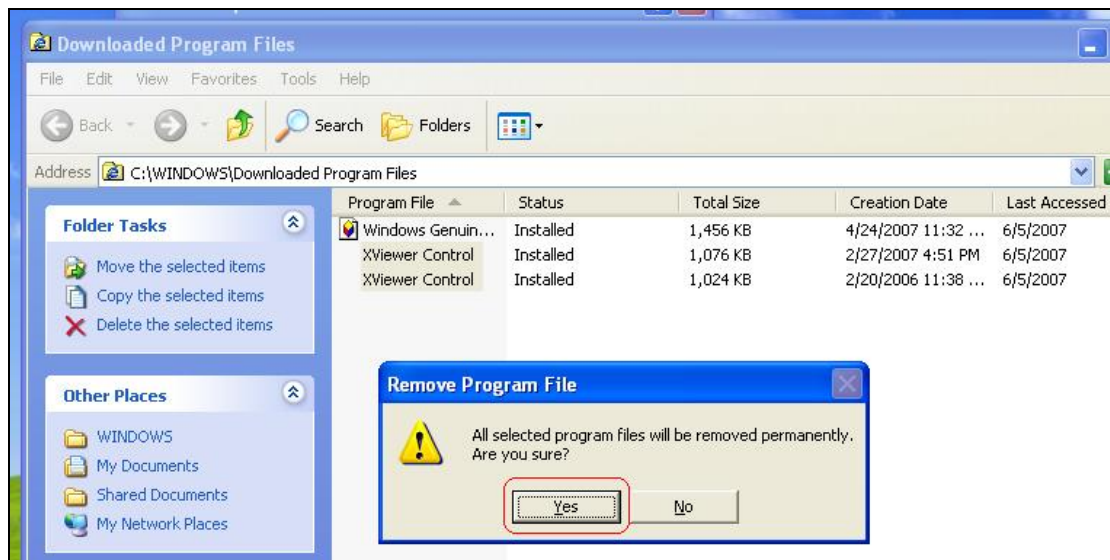 Downloaded Program Files
File Edit View Favorites Tools Help
Back Search Folders
Address C:\WINDOWS\Downloaded Program Files
Program File Status Total Size Creation Date Last Accessed
Windows Genuin... Installed 1,456 KB 4/24/2007 11:32 ... 6/5/2007
XViewer Control Installed 1,076 KB 2/27/2007 4:51 PM 6/5/2007
XViewer Control Installed 1,024 KB 2/20/2006 11:38 ... 6/5/2007
Folder Tasks
Move the selected items
Copy the selected items
Delete the selected items
Other Places
WINDOWS
My Documents
Shared Documents
My Network Places
Remove Program File
All selected program files will be removed permanently.
Are you sure?
Yes No